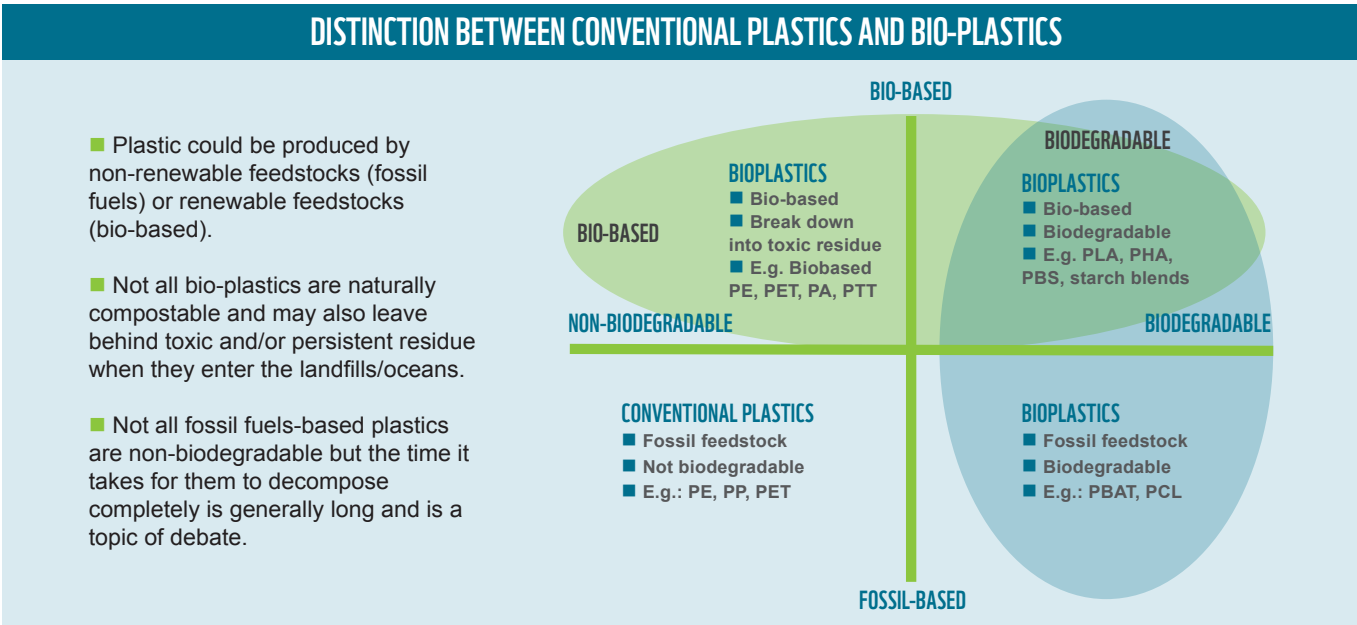 DISTINCTION BETWEEN CONVENTIONAL PLASTICS AND BIO-PLASTICS
Plastic could be produced by
non-renewable feedstocks (fossil
fuels) or renewable feedstocks
(bio-based).
Not all bio-plastics are naturally
compostable and may also leave
behind toxic and/or persistent residue
when they enter the landfills/oceans.
Not all fossil fuels-based plastics
are non-biodegradable but the time it
takes for them to decompose
completely is generally long and is a
topic of debate.
BIO-BASED
BIO-BASED
BIOPLASTICS
Bio-based
Break down
into toxic residue
E.g. Biobased
PE, PET, PA, PTT
BIODEGRADABLE
BIOPLASTICS
Bio-based
Biodegradable
E.g. PLA, PHA,
PBS, starch blends
NON-BIODEGRADABLE
BIODEGRADABLE
CONVENTIONAL PLASTICS
Fossil feedstock
Not biodegradable
E.g.: PE, PP, PET
BIOPLASTICS
Fossil feedstock
Biodegradable
E.g.: PBAT, PCL
FOSSIL-BASED